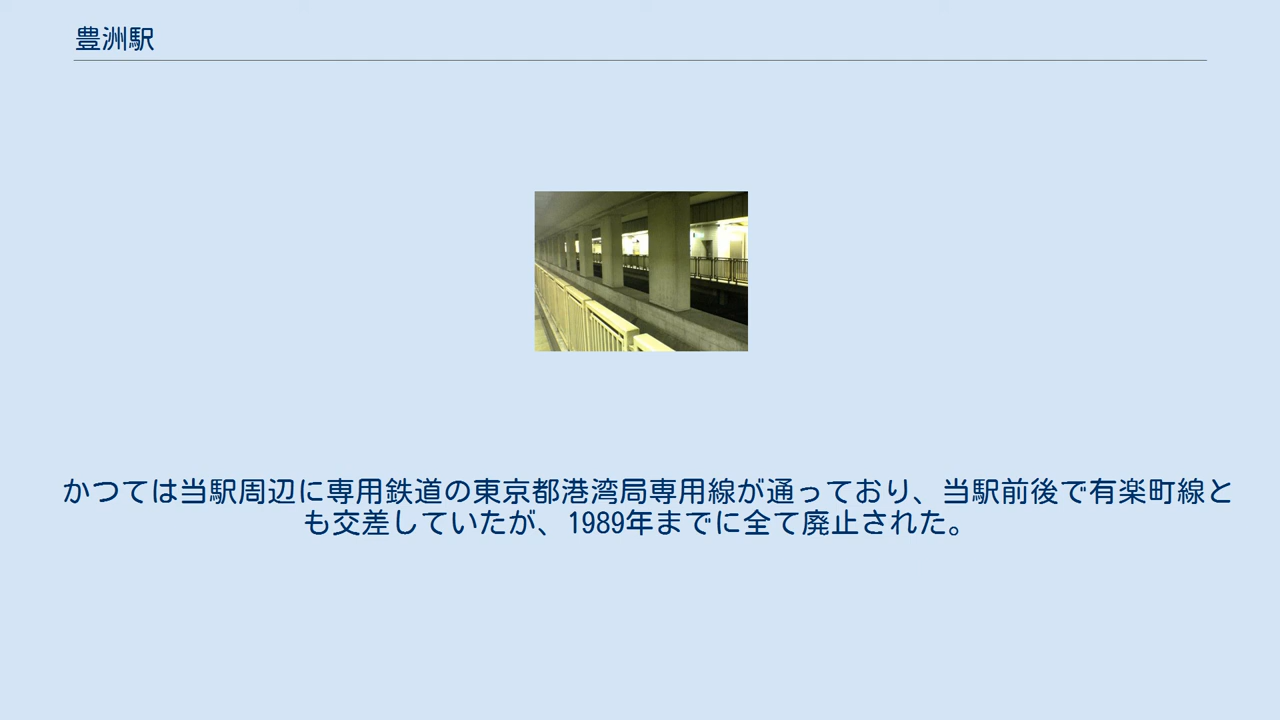 豊洲駅
かつては当駅周辺に専用鉄道の東京都港湾局専用線が通っており、当駅前後で有楽町線と
も交差していたが、1989年までに全て廃止された。